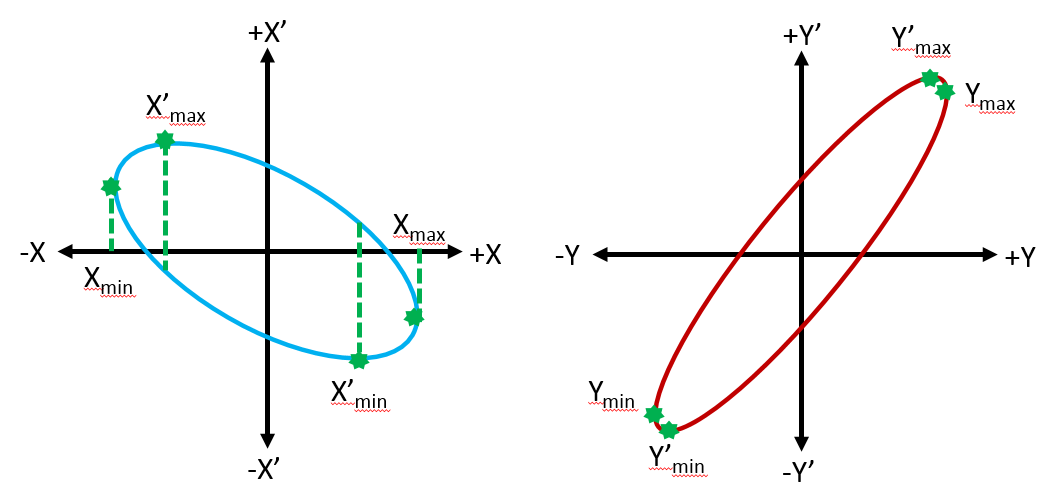 +X’
X’max
-X
Xmin
Xmax
+X
X’min
-X’
+Y’
Y’max
Ymax
-Y
+Y
Ymin
Y’min
-Y’